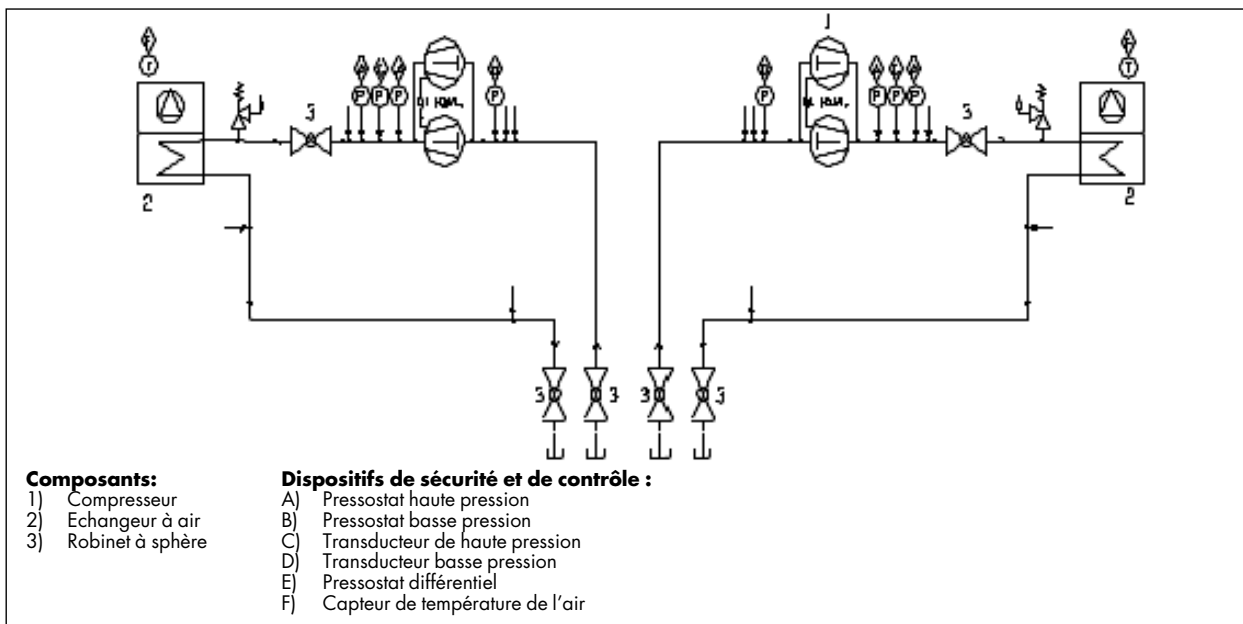 1
3
3
2
2
3
3
3
Composants:
1) Compresseur
2) Echangeur à air
3) Robinet à sphère
Dispositifs de sécurité et de contrôle :
A) Pressostat haute pression
B) Pressostat basse pression
C) Transducteur de haute pression
D) Transducteur basse pression
E) Pressostat différentiel
F) Capteur de température de l’air